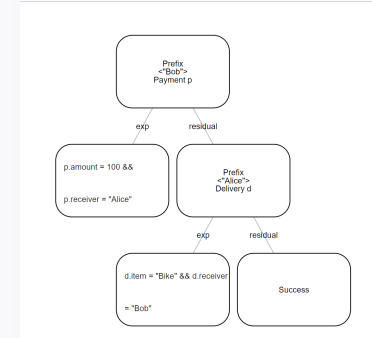 Prefix
<"Bob">
Payment p
exp
residual
p.amount = 100 &&
p.receiver = "Alice"
Prefix
<"Alice">
Delivery d
exp
residual
d.item = "Bike" && d.receiver
= "Bob"
Success